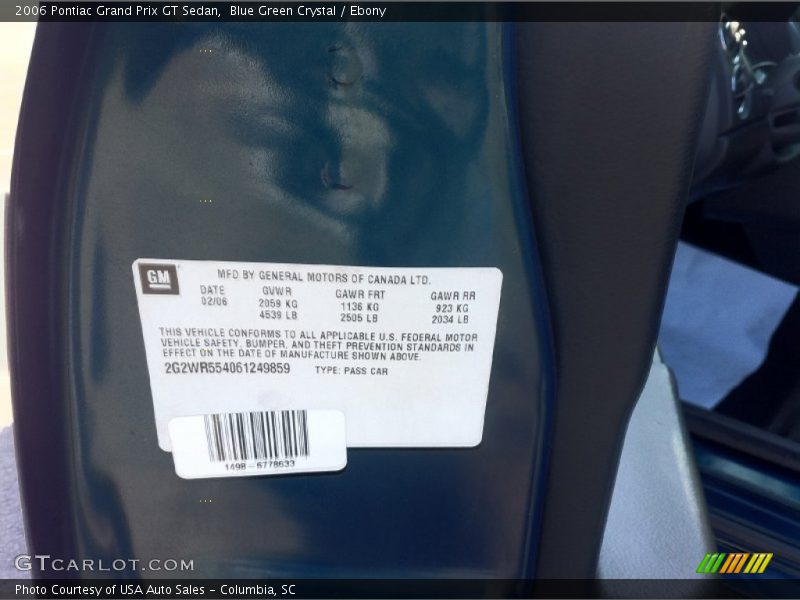 2006 Pontiac Grand Prix GT Sedan,  Blue Green Crystal / Ebony
GM
MFD BY GENERAL MOTORS OF CANADA LTD.
DATE GVWR GAWR FRT GAWR RR
02/06 2059 KG 1136 KG 923 KG
4539 LB 2505 LB 2034 LB
THIS VEHICLE CONFORMS TO ALL APPLICABLE U.S. FEDERAL MOTOR
VEHICLE SAFETY, BUMPER, AND THEFT PREVENTION STANDARDS IN
EFFECT ON THE DATE OF MANUFACTURE SHOWN ABOVE.
2G2WR554061249859 TYPE: PASS CAR
1498-6778633
GTCARLOT.COM
Photo Courtesy of USA Auto Sales - Columbia, SC